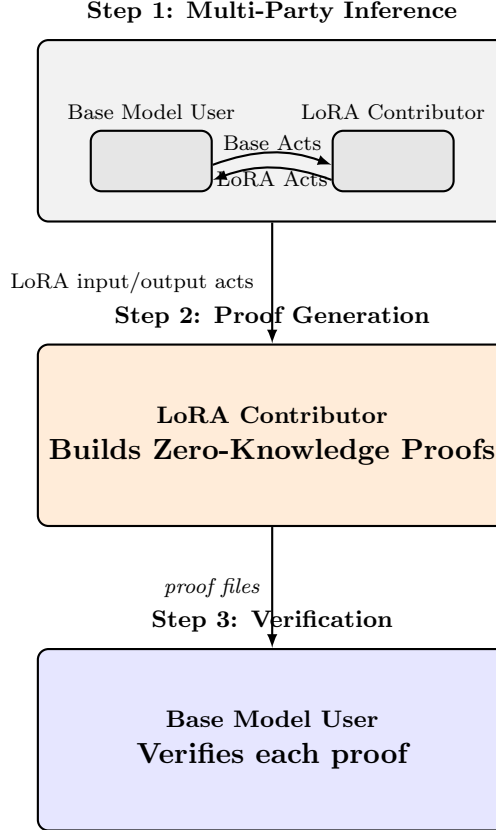 Step 1: Multi-Party Inference
Base Model User
LoRA Contributor
Base Acts
LoRA Acts
LoRA input/output acts
Step 2: Proof Generation
LoRA Contributor
Builds Zero-Knowledge Proofs
proof files
Step 3: Verification
Base Model User
Verifies each proof